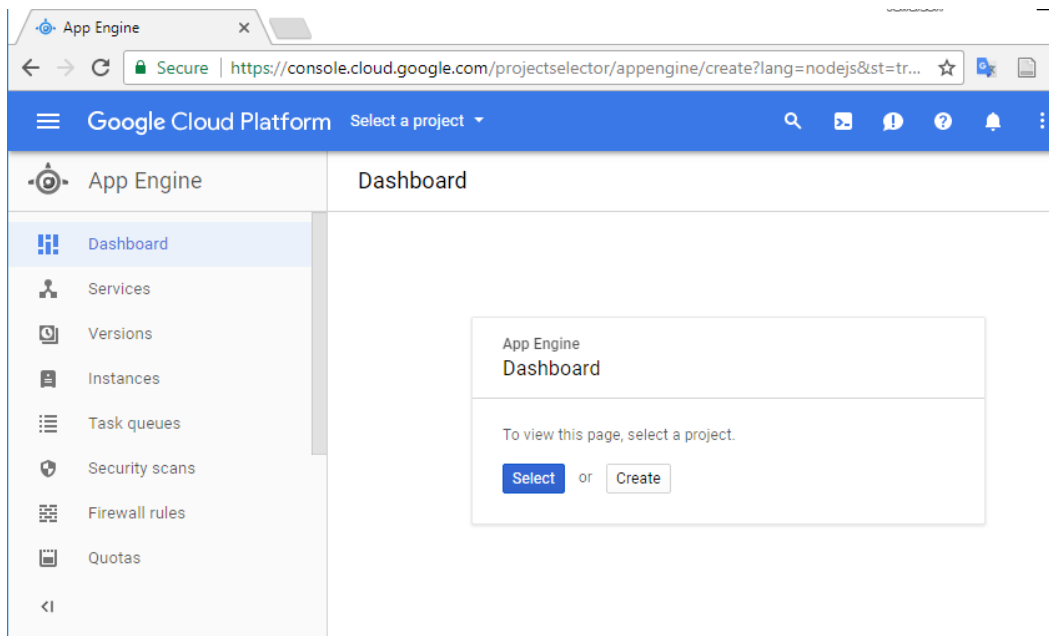 App Engine
Secure | https://console.cloud.google.com/projectselector/appengine/create?lang=nodejs&st=tr...
Google Cloud Platform Select a project
App Engine
Dashboard
Dashboard
Services
Versions
Instances
Task queues
Security scans
Firewall rules
Quotas
App Engine
Dashboard
To view this page, select a project.
Select or Create